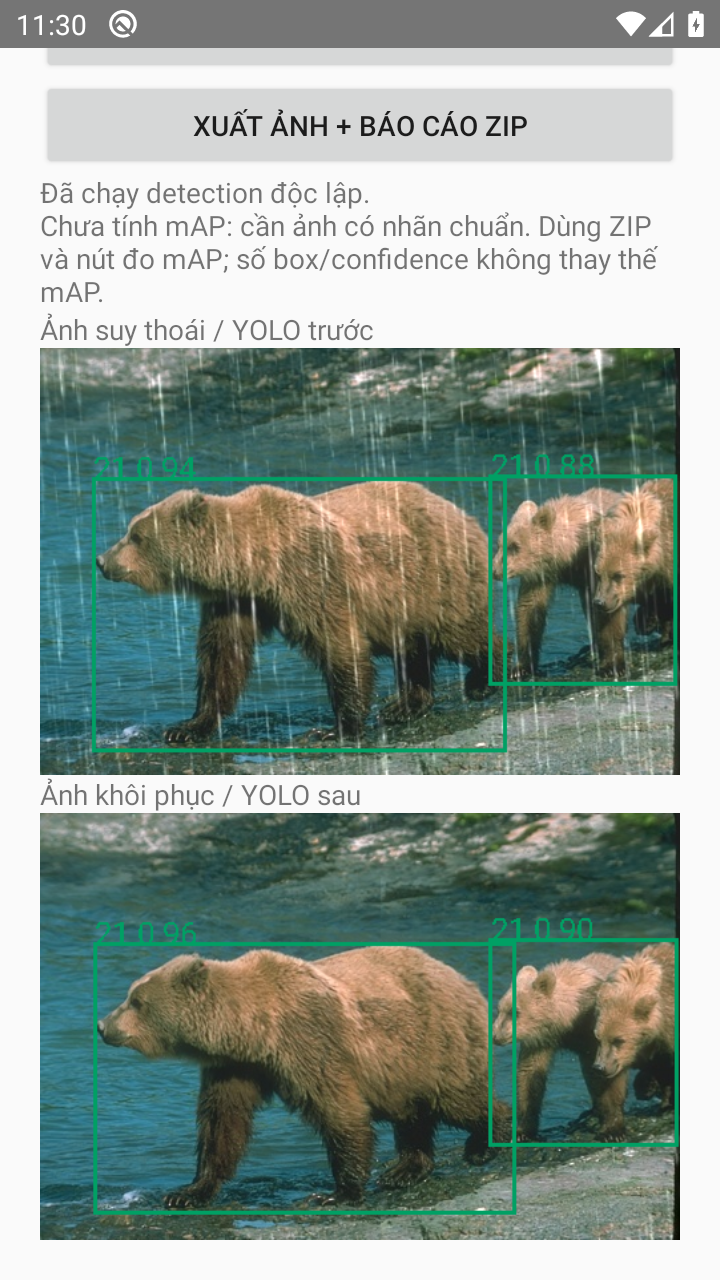 11:30
XUẤT ẢNH + BÁO CÁO ZIP
Đã chạy detection độc lập.
Chưa tính mAP: cần ảnh có nhãn chuẩn. Dùng ZIP
và nút đo mAP; số box/confidence không thay thế
mAP.
Ảnh suy thoái / YOLO trước
21 0.94
21 0.88
Ảnh khôi phục / YOLO sau
21 0.96
21 0.90